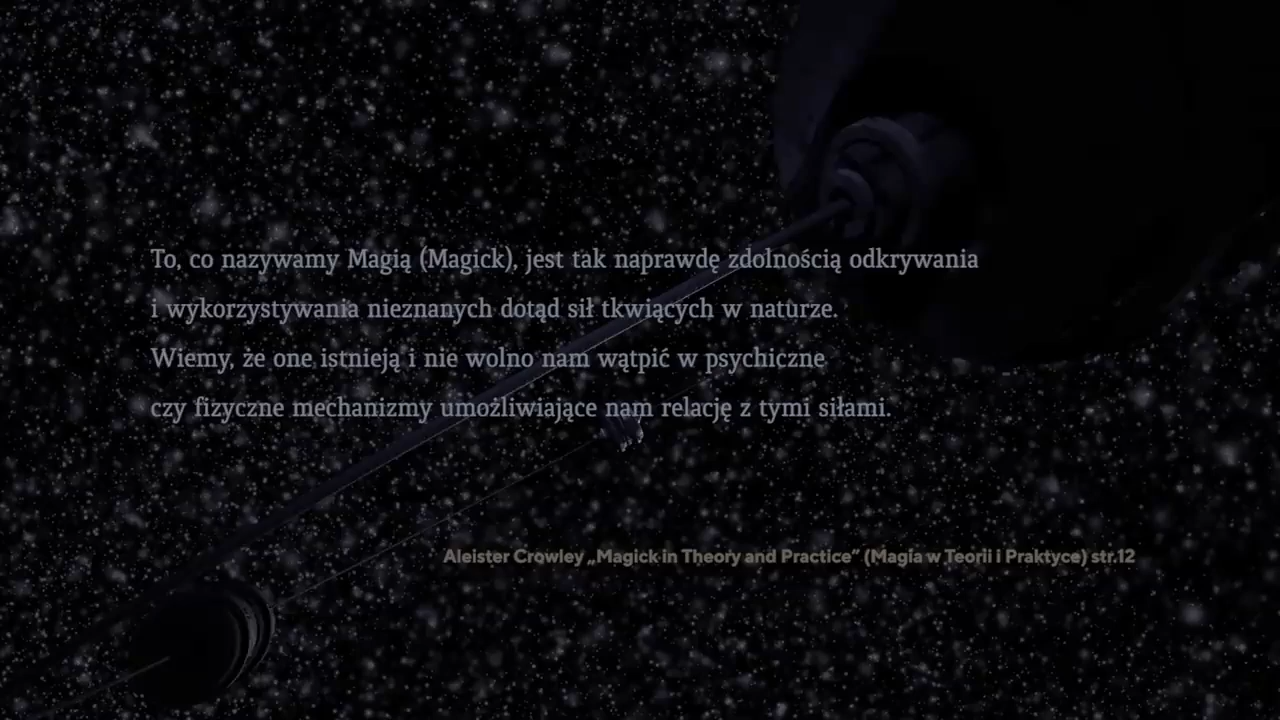 To, co nazywamy Magią (Magick), jest tak naprawdę zdolnością odkrywania
i wykorzystywania nieznanych dotąd sił tkwiących w naturze.
Wiemy, że one istnieją i nie wolno nam wątpić w psychiczne
czy fizyczne mechanizmy umożliwiające nam relację z tymi siłami.
Aleister Crowley „Magick in Theory and Practice” (Magia w Teorii i Praktyce) str.12